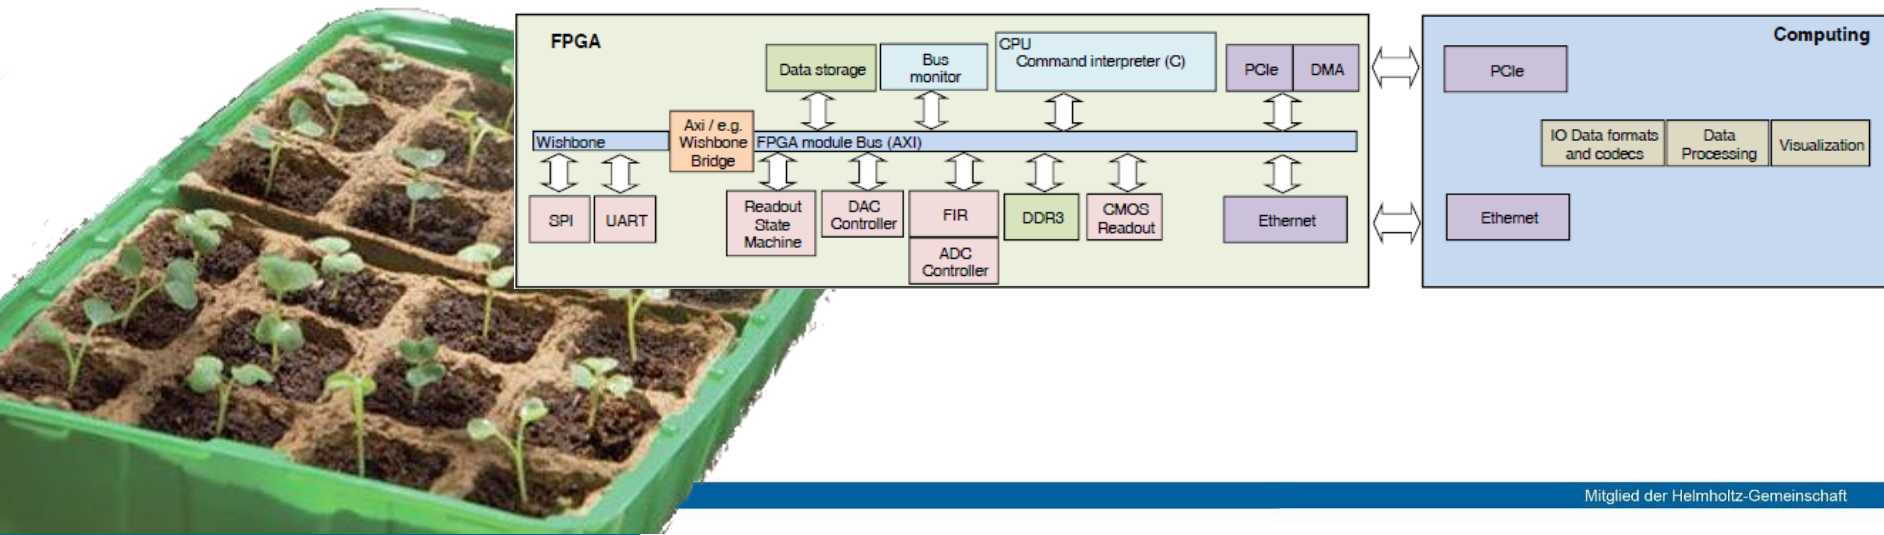 FPGA
Data storage
Bus
monitor
CPU
Command interpreter (C)
PCIe
DMA
Wishbone
Axi / e.g.
Wishbone
Bridge
FPGA module Bus (AXI)
SPI
UART
Readout
State
Machine
DAC
Controller
FIR
ADC
Controller
DDR3
CMOS
Readout
Ethernet
Computing
PCIe
IO Data formats
and codecs
Data
Processing
Visualization
Ethernet
Mitglied der Helmholtz-Gemeinschaft